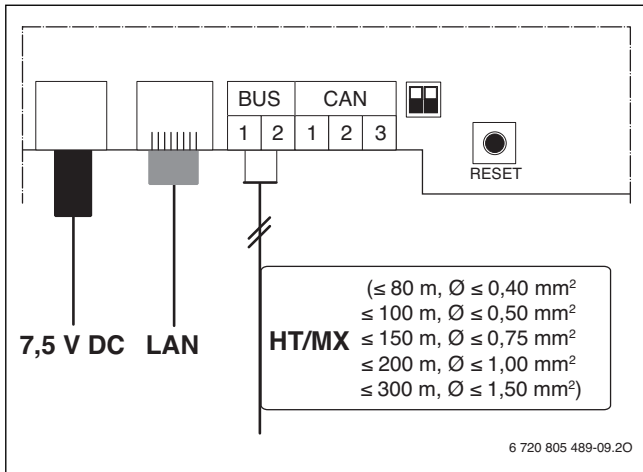 BUS CAN
1 2 1 2 3
RESET
7,5 V DC LAN
HT/MX
(≤ 80 m, Ø ≤ 0,40 mm²
≤ 100 m, Ø ≤ 0,50 mm²
≤ 150 m, Ø ≤ 0,75 mm²
≤ 200 m, Ø ≤ 1,00 mm²
≤ 300 m, Ø ≤ 1,50 mm²)
6 720 805 489-09.2O